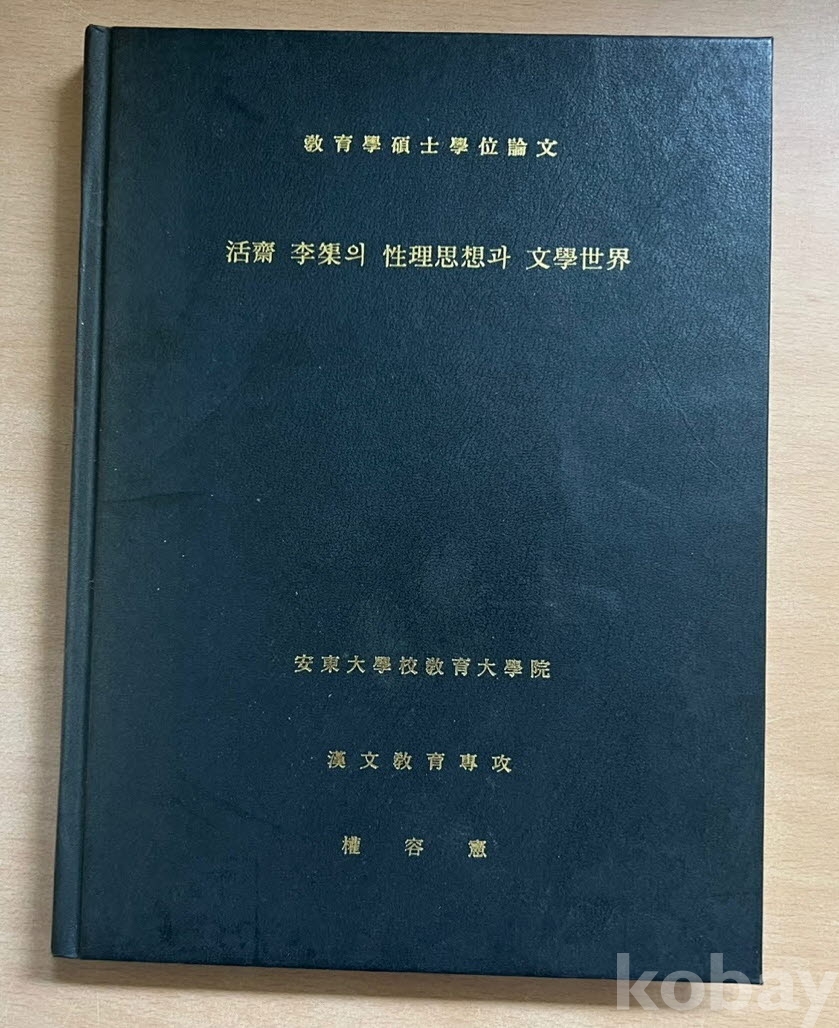 敎育學碩士學位論文
活齋 李榘의 性理思想과 文學世界
安東大學校敎育大學院
漢文敎育專攻
權容憲
kobay